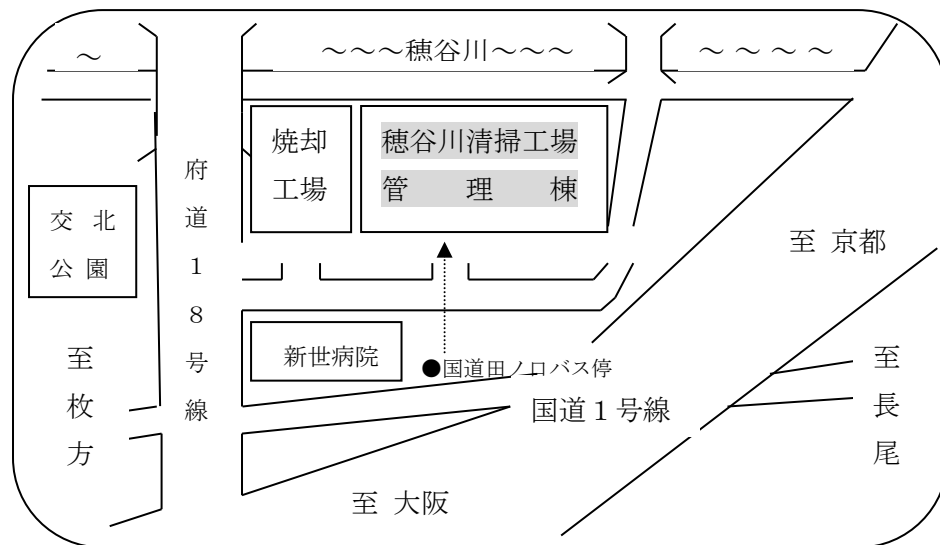 ～
～～～穂谷川～～～
～～～～
焼却
工場
穂谷川清掃工場
管　理　棟
府道１８号線
交　北
公　園
至　京都
新世病院
●国道田ノ口バス停
至枚方
国道１号線
至長尾
至　大阪